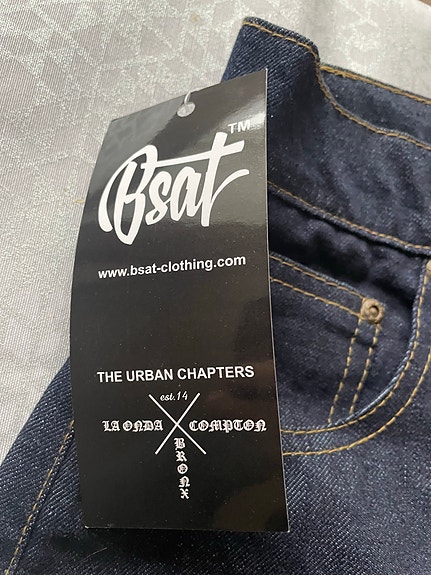 Bsat™
www.bsat-clothing.com
THE URBAN CHAPTERS
est.14
LA ONDA COMPTON
BRONX